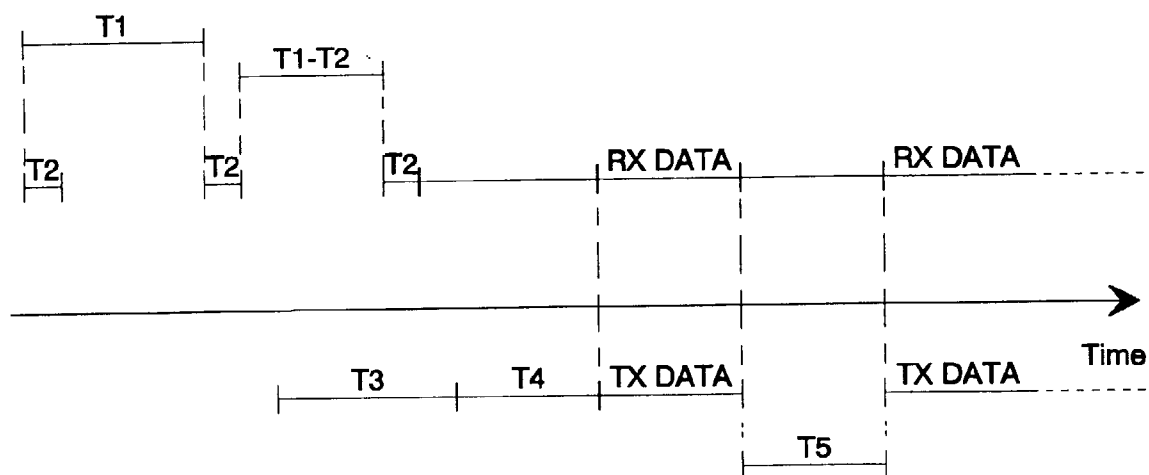 T1
T1-T2
T2 T2 T2 RX DATA RX DATA
Time
T3 T4 TX DATA TX DATA
T5